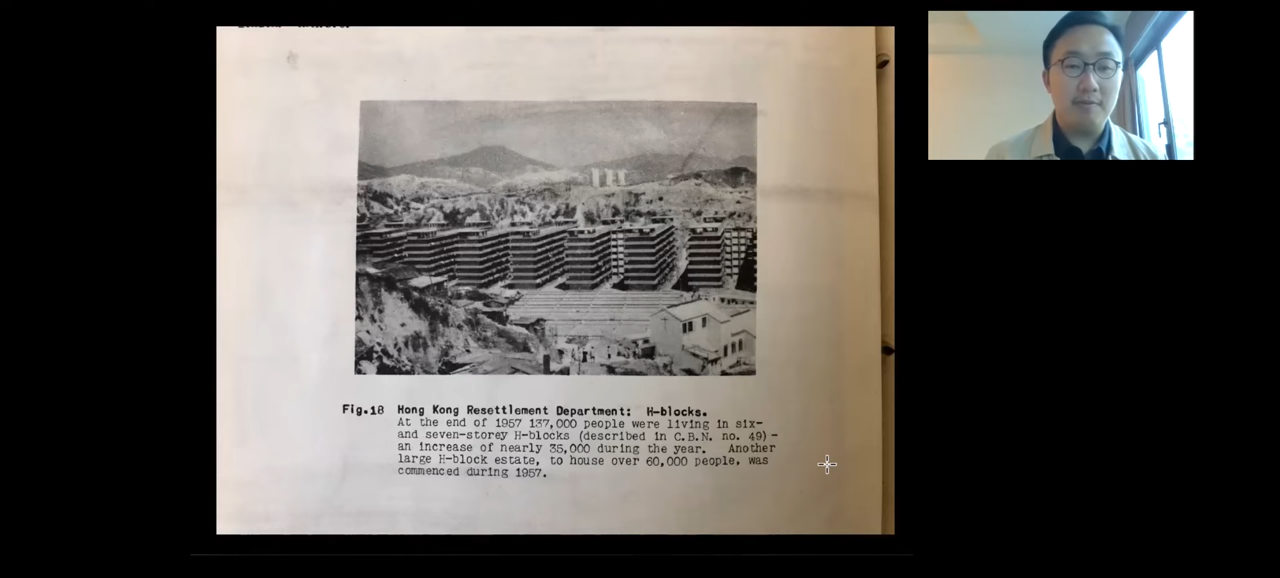 Fig.18 Hong Kong Resettlement Department: H-blocks.
At the end of 1957 137,000 people were living in six-
and seven-storey H-blocks (described in C.B.N. no. 49) -
an increase of nearly 35,000 during the year. Another
large H-block estate, to house over 60,000 people, was
commenced during 1957.